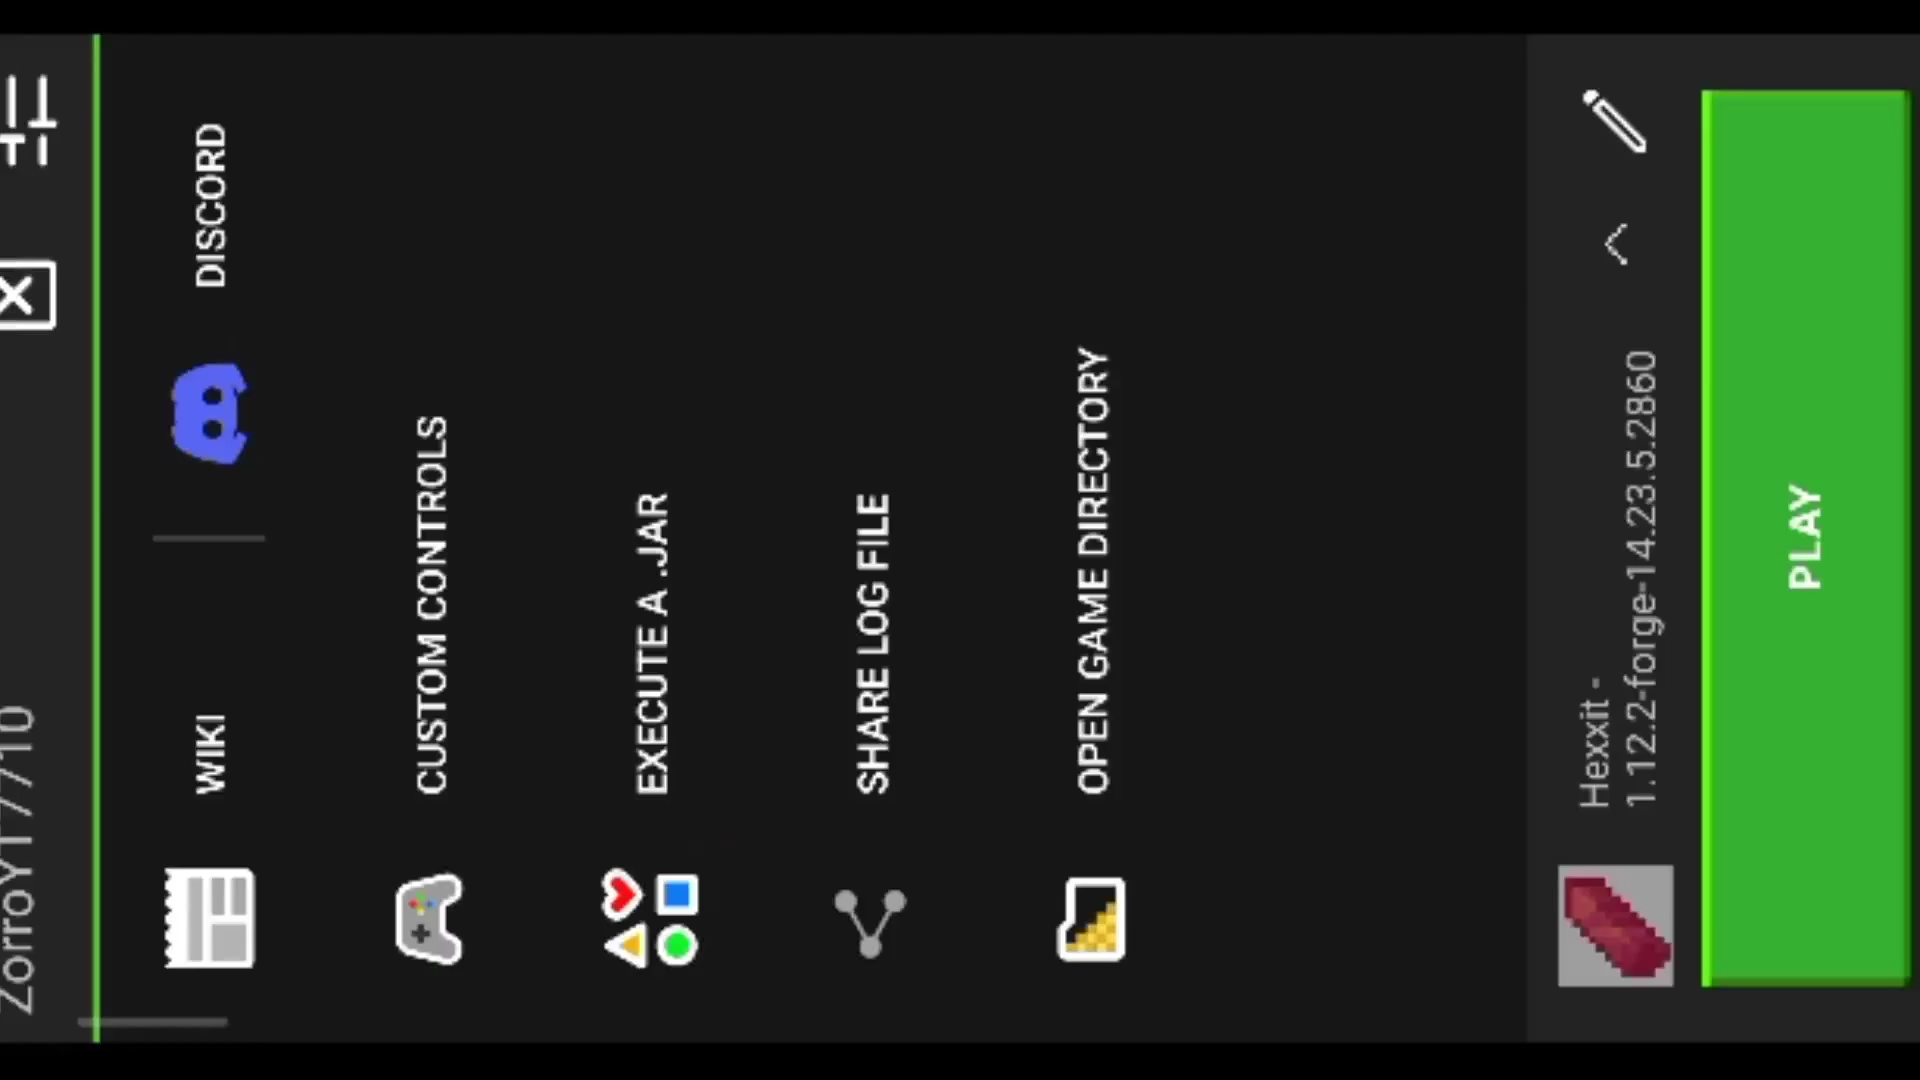 ZorroYT7710
WIKI
DISCORD
CUSTOM CONTROLS
EXECUTE A .JAR
SHARE LOG FILE
OPEN GAME DIRECTORY
Hexxit -
1.12.2-forge-14.23.5.2860
PLAY